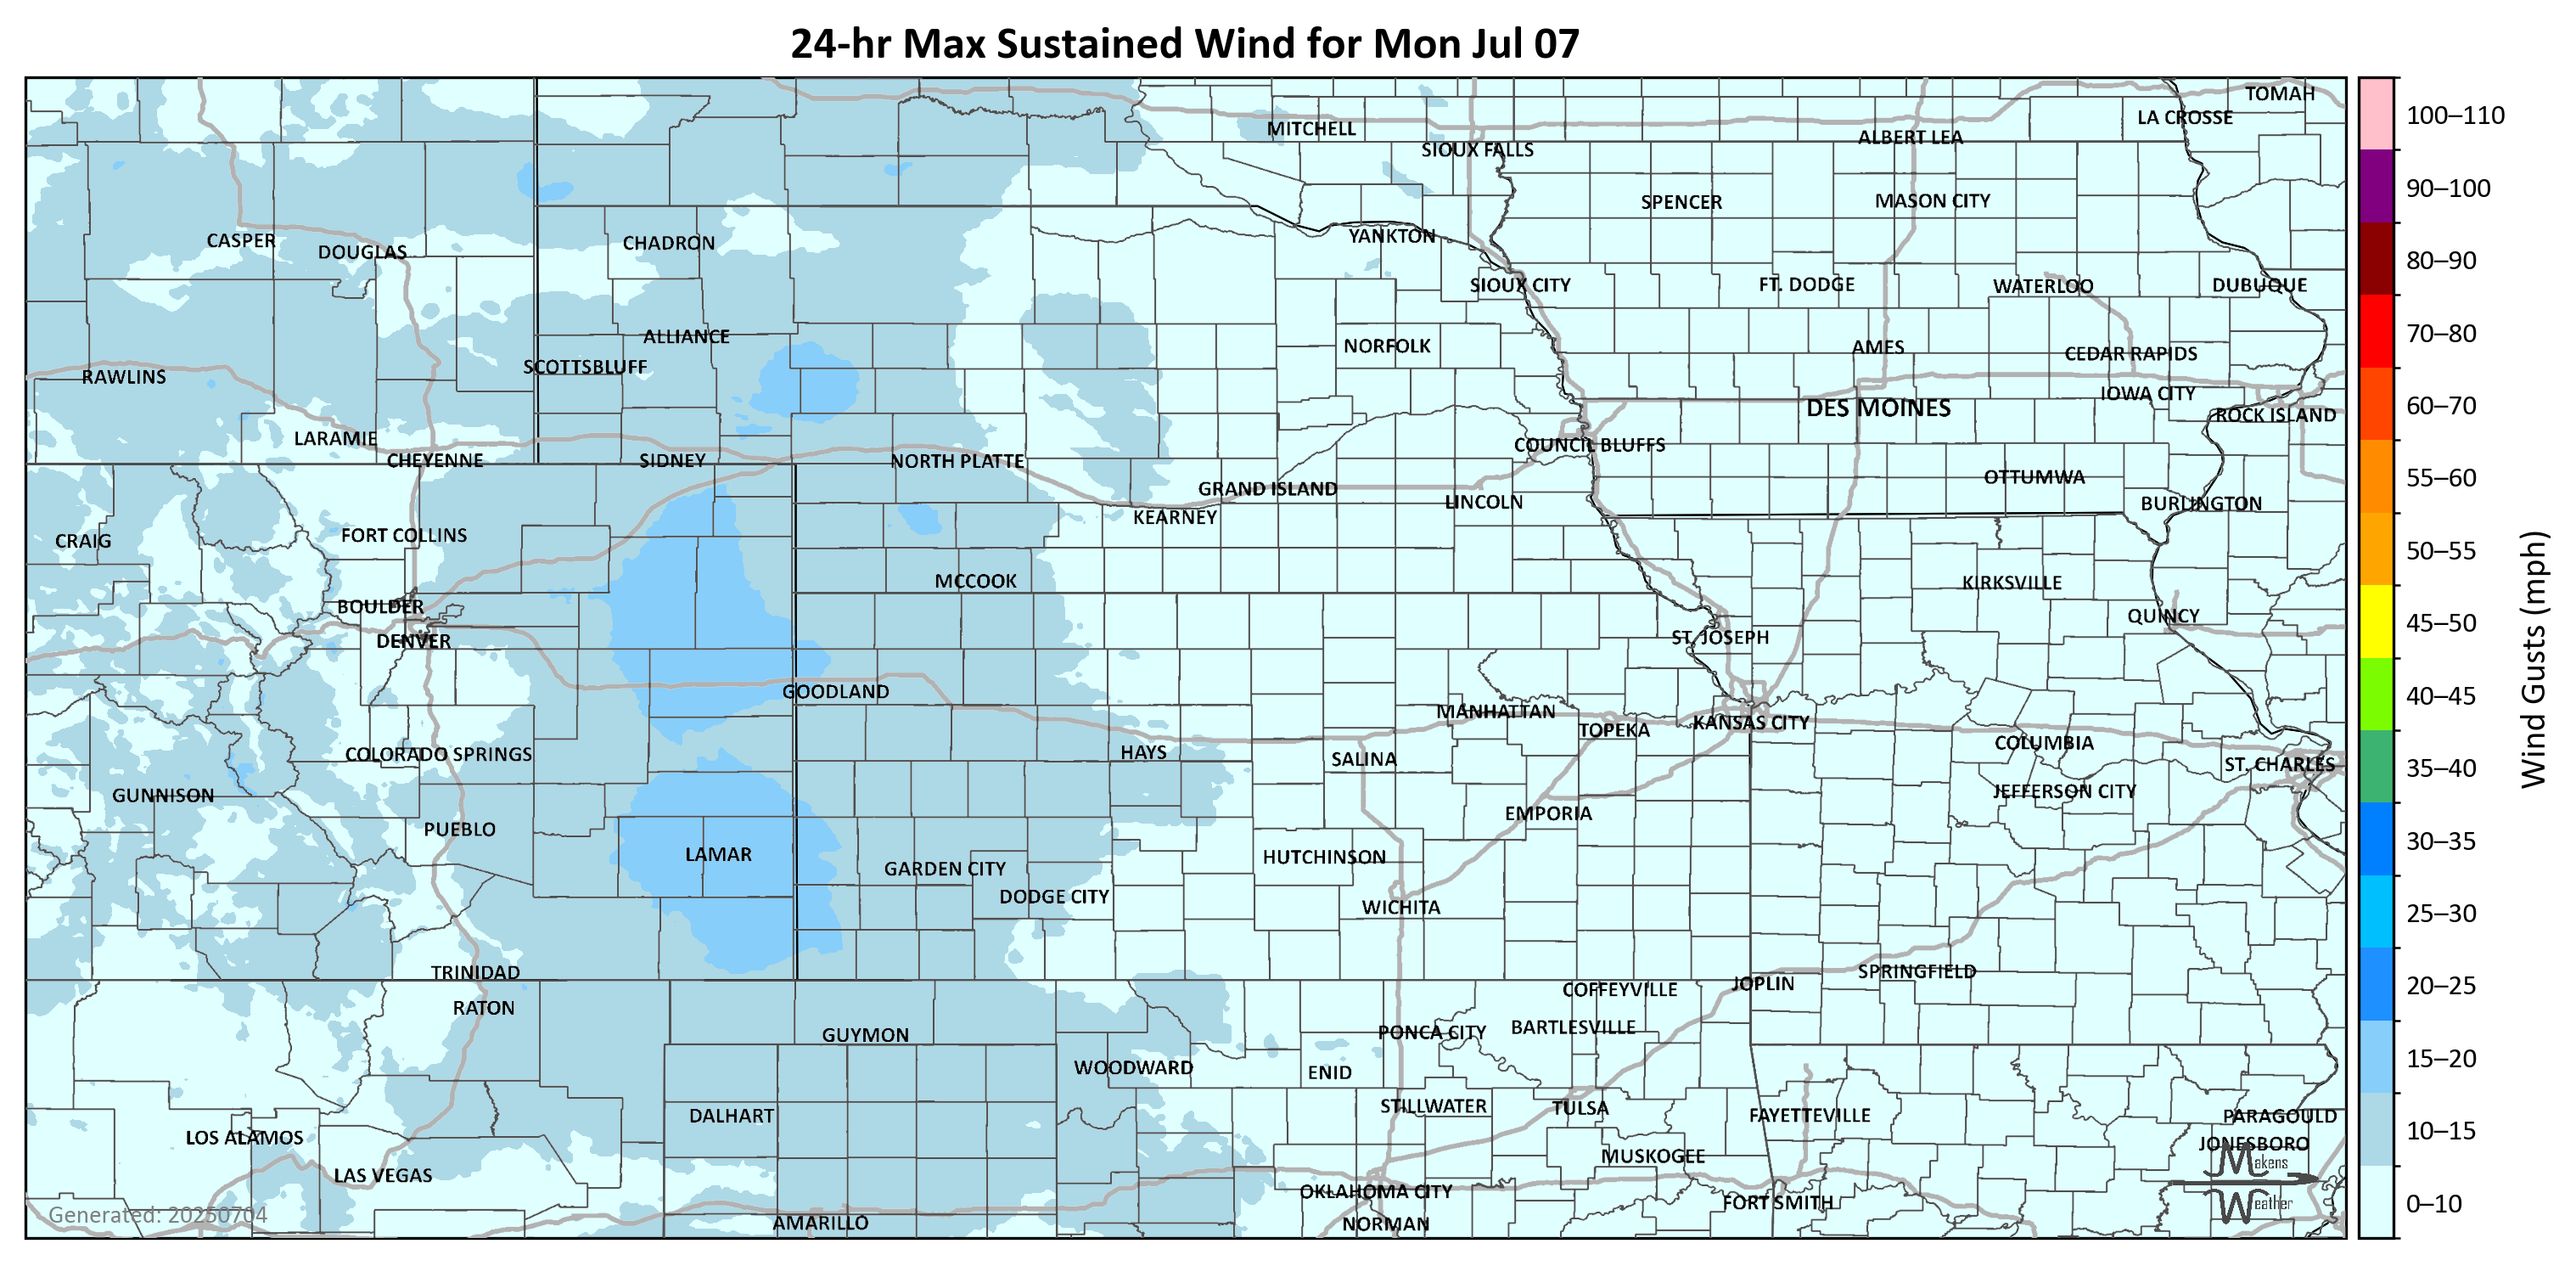 24-hr Max Sustained Wind for Mon Jul 07
TOMAH
LA CROSSE
MITCHELL
ALBERT LEA
SIOUX FALLS
SPENCER
MASON CITY
CASPER
DOUGLAS
CHADRON
YANKTON
SIOUX CITY
FT. DODGE
WATERLOO
DUBUQUE
ALLIANCE
NORFOLK
AMES
CEDAR RAPIDS
SCOTTSBLUFF
RAWLINS
IOWA CITY
DES MOINES
ROCK ISLAND
LARAMIE
COUNCIL BLUFFS
CHEYENNE
SIDNEY
NORTH PLATTE
OTTUMWA
GRAND ISLAND
LINCOLN
BURLINGTON
KEARNEY
CRAIG
FORT COLLINS
MCCOOK
KIRKSVILLE
BOULDER
QUINCY
DENVER
ST. JOSEPH
GOODLAND
MANHATTAN
TOPEKA
KANSAS CITY
COLORADO SPRINGS
HAYS
SALINA
COLUMBIA
ST. CHARLES
GUNNISON
JEFFERSON CITY
PUEBLO
EMPORIA
LAMAR
GARDEN CITY
HUTCHINSON
DODGE CITY
WICHITA
TRINIDAD
SPRINGFIELD
JOPLIN
COFFEYVILLE
RATON
GUYMON
PONCA CITY
BARTLESVILLE
WOODWARD
ENID
DALHART
STILLWATER
TULSA
FAYETTEVILLE
PARAGOULD
LOS ALAMOS
JONESBORO
LAS VEGAS
MUSKOGEE
OKLAHOMA CITY
FORT SMITH
AMARILLO
NORMAN
Generated: 20250704
Makens
Weather
100–110
90–100
80–90
70–80
60–70
55–60
50–55
45–50
40–45
35–40
30–35
25–30
20–25
15–20
10–15
0–10
Wind Gusts (mph)